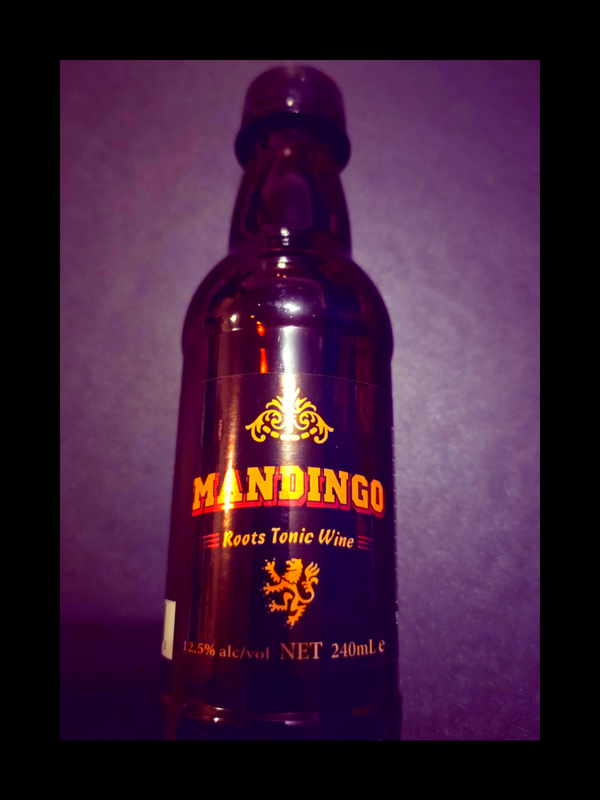 MANDINGO
Roots Tonic Wine
12.5% alc/vol NET 240mL e